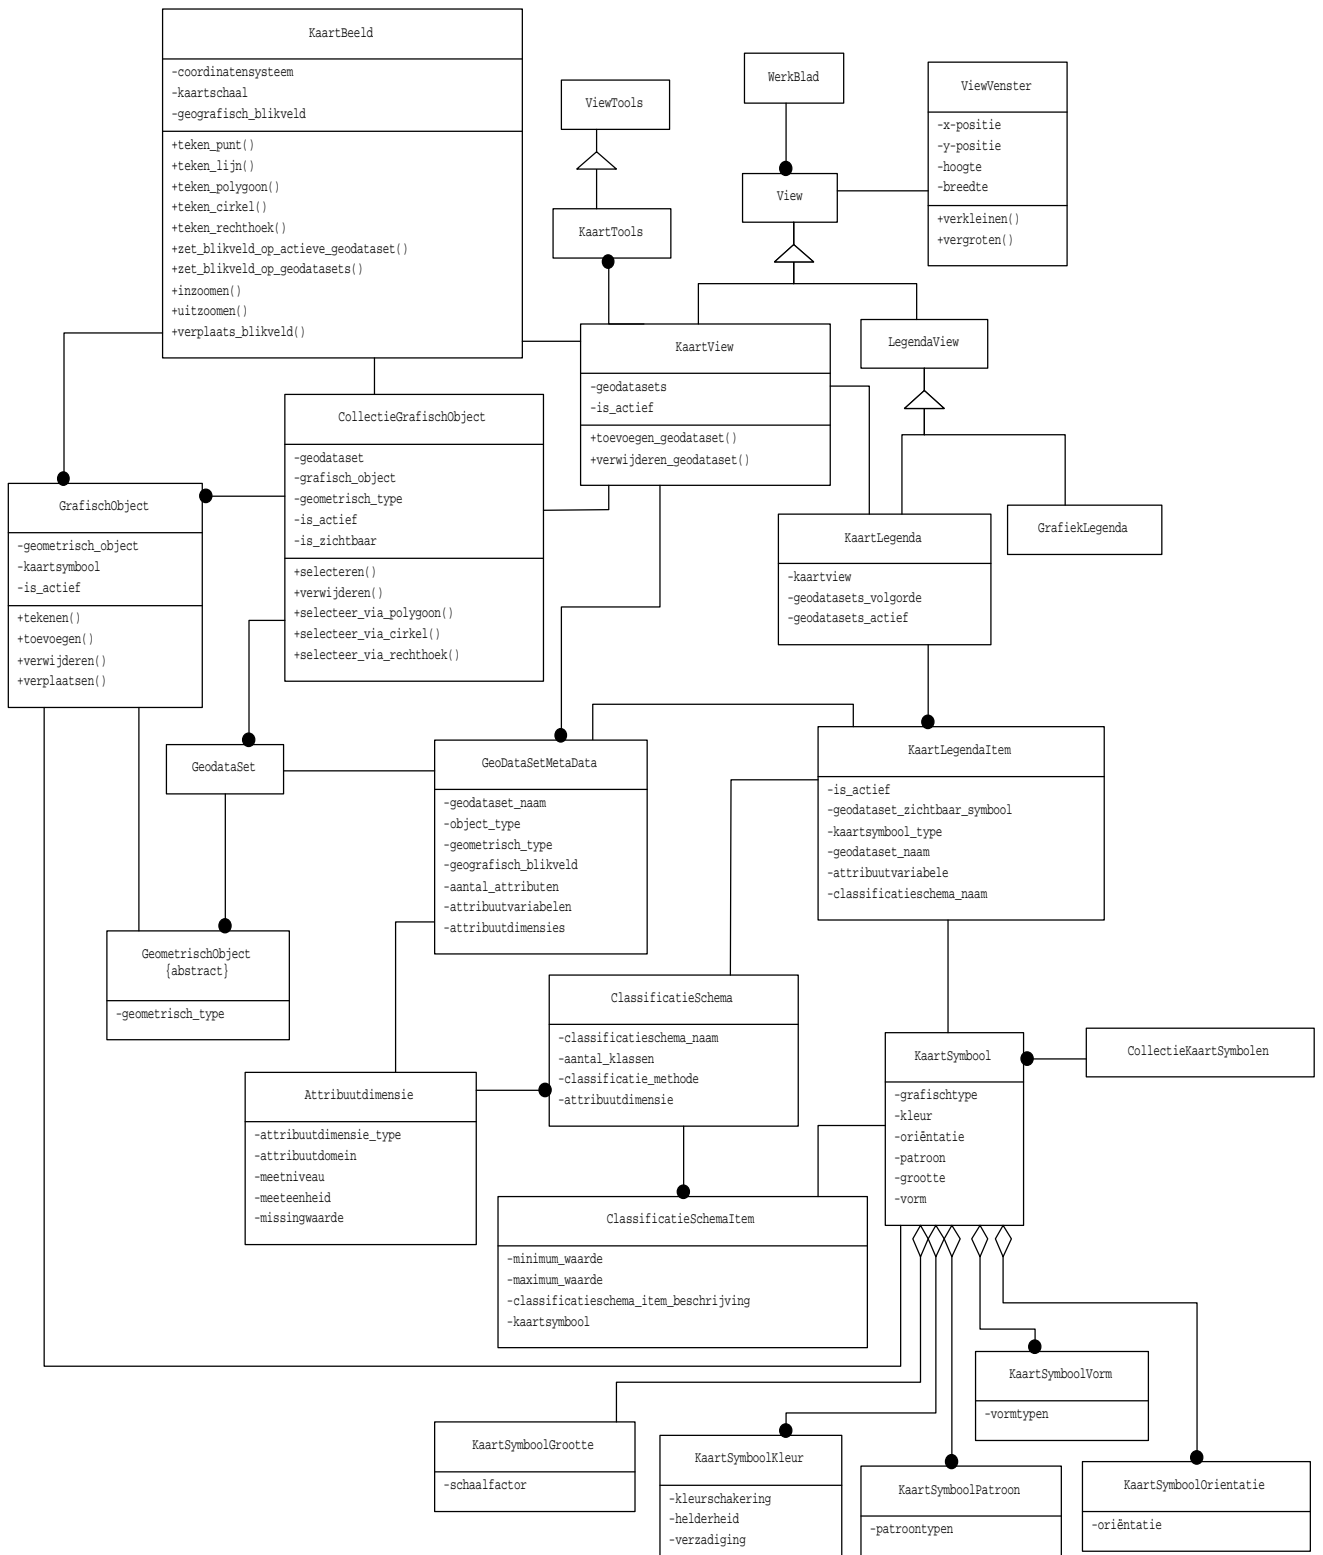 KaartBeeld
-coordinatensysteem
-kaartschaal
-geografisch_blikveld
+teken_punt()
+teken_lijn()
+teken_polygoon()
+teken_cirkel()
+teken_rechthoek()
+zet_blikveld_op_actieve_geodataset()
+zet_blikveld_op_geodatasets()
+inzoomen()
+uitzoomen()
+verplaats_blikveld()
ViewTools
KaartTools
WerkBlad
View
ViewVenster
-x-positie
-y-positie
-hoogte
-breedte
+verkleinen()
+vergroten()
KaartView
-geodatasets
-is_actief
+toevoegen_geodataset()
+verwijderen_geodataset()
LegendaView
CollectieGrafischObject
-geodataset
-grafisch_object
-geometrisch_type
-is_actief
-is_zichtbaar
+selecteren()
+verwijderen()
+selecteer_via_polygoon()
+selecteer_via_cirkel()
+selecteer_via_rechthoek()
GrafischObject
-geometrisch_object
-kaartsymbool
-is_actief
+tekenen()
+toevoegen()
+verwijderen()
+verplaatsen()
KaartLegenda
-kaartview
-geodatasets_volgorde
-geodatasets_actief
GrafiekLegenda
GeodataSet
GeoDataSetMetaData
-geodataset_naam
-object_type
-geometrisch_type
-geografisch_blikveld
-aantal_attributen
-attribuutvariabelen
-attribuutdimensies
KaartLegendaItem
-is_actief
-geodataset_zichtbaar_symbool
-kaartsymbool_type
-geodataset_naam
-attribuutvariabele
-classificatieschema_naam
GeometrischObject
{abstract}
-geometrisch_type
ClassificatieSchema
-classificatieschema_naam
-aantal_klassen
-classificatie_methode
-attribuutdimensie
KaartSymbool
-grafischtype
-kleur
-oriëntatie
-patroon
-grootte
-vorm
CollectieKaartSymbolen
Attribuutdimensie
-attribuutdimensie_type
-attribuutdomein
-meetniveau
-meeteenheid
-missingwaarde
ClassificatieSchemaItem
-minimum_waarde
-maximum_waarde
-classificatieschema_item_beschrijving
-kaartsymbool
KaartSymboolVorm
-vormtypen
KaartSymboolGrootte
-schaalfactor
KaartSymboolKleur
-kleurschakering
-helderheid
-verzadiging
KaartSymboolPatroon
-patroontypen
KaartSymboolOrientatie
-oriëntatie